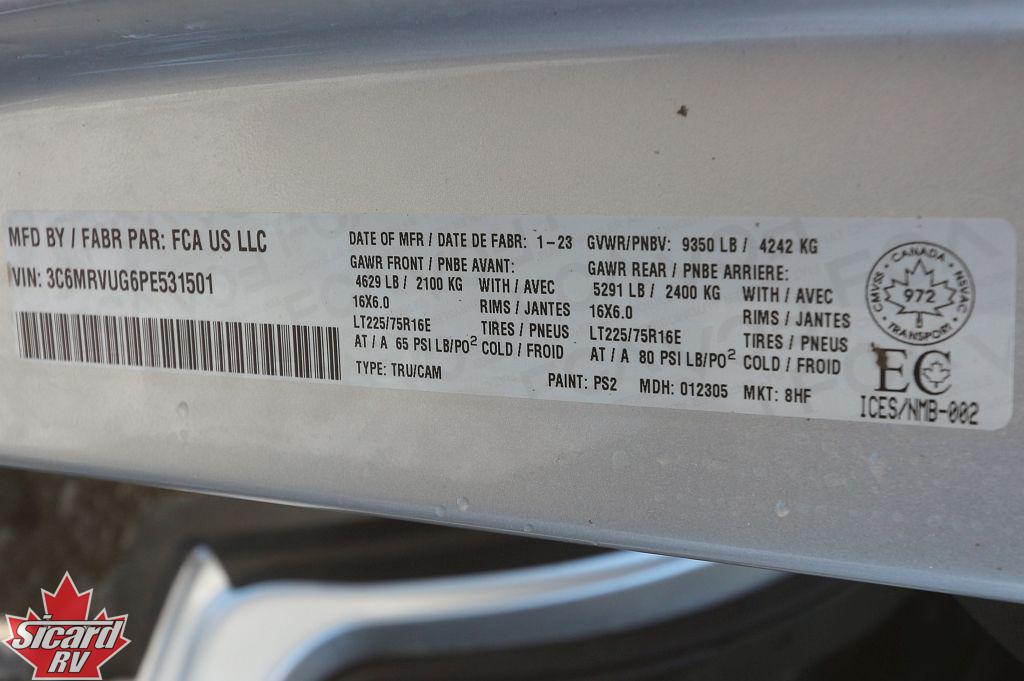 MFD BY / FABR PAR: FCA US LLC
VIN: 3C6MRVUG6PE531501
DATE OF MFR / DATE DE FABR: 1-23 GVWR/PNBV: 9350 LB / 4242 KG
GAWR FRONT / PNBE AVANT:
4629 LB / 2100 KG WITH / AVEC
16X6.0 RIMS / JANTES
LT225/75R16E TIRES / PNEUS
AT / A 65 PSI LB/PO² COLD / FROID
GAWR REAR / PNBE ARRIERE:
5291 LB / 2400 KG WITH / AVEC
16X6.0 RIMS / JANTES
LT225/75R16E TIRES / PNEUS
AT / A 80 PSI LB/PO² COLD / FROID
TYPE: TRU/CAM PAINT: PS2 MDH: 012305 MKT: 8HF
CMVSS • CANADA • NSVAC
972
TRANSPORT
EC
ICES/NMB-002
Sicard
RV